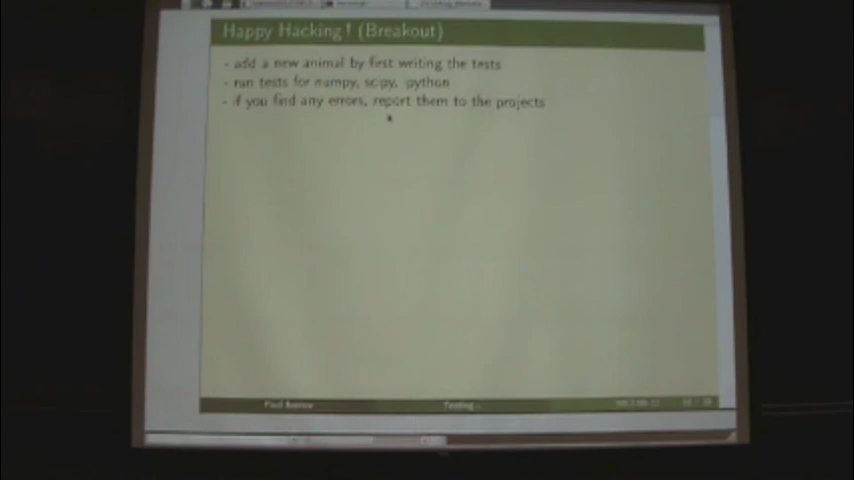 Happy Hacking! (Breakout)
- add a new animal by first writing the tests
- run tests for numpy, scipy, python
- if you find any errors, report them to the projects
Testing...